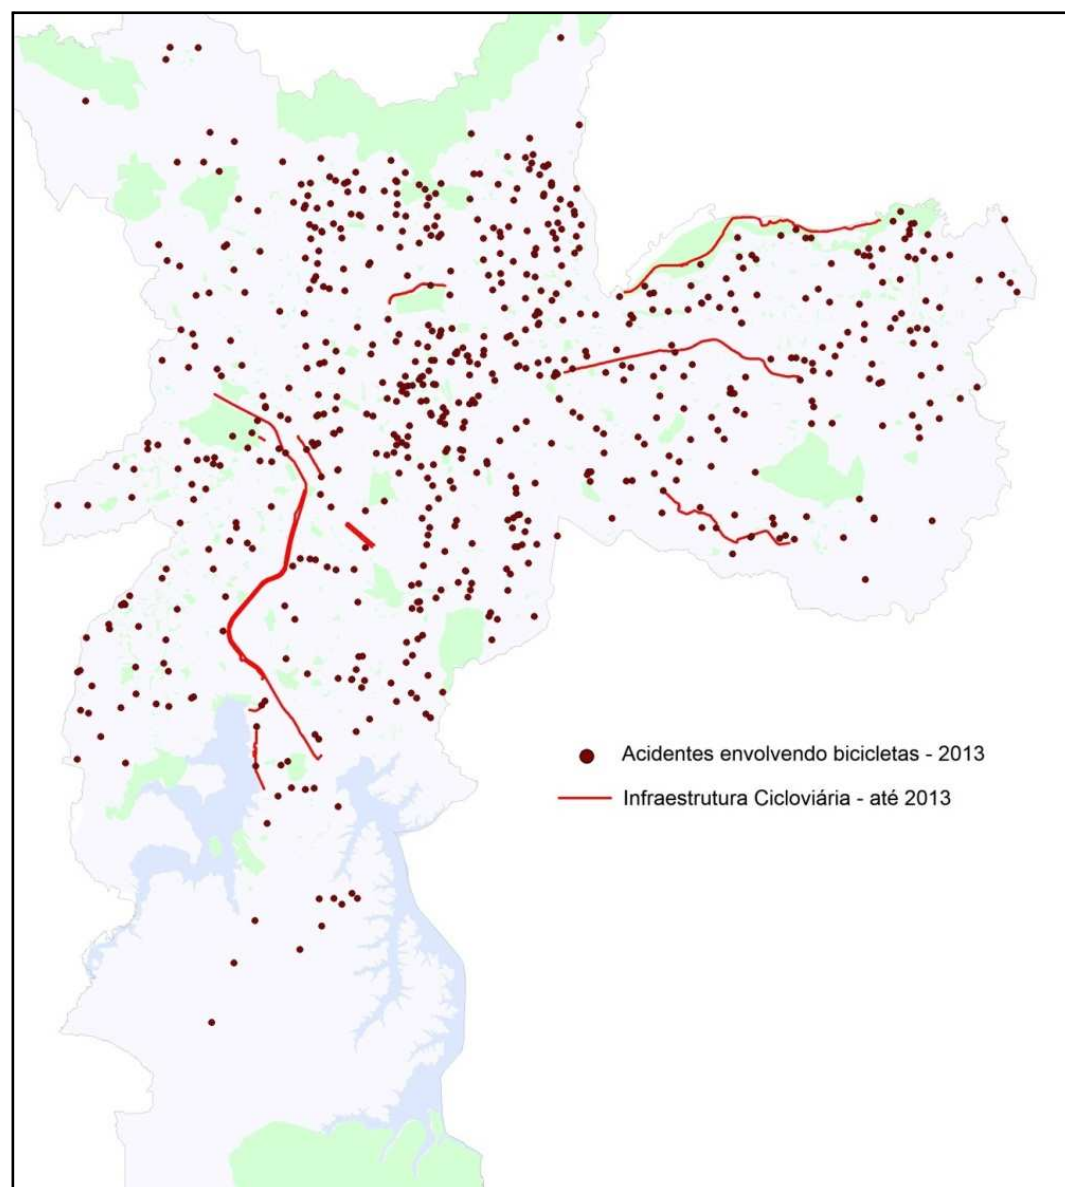 Acidentes envolvendo bicicletas - 2013
Infraestrutura Cicloviária - até 2013